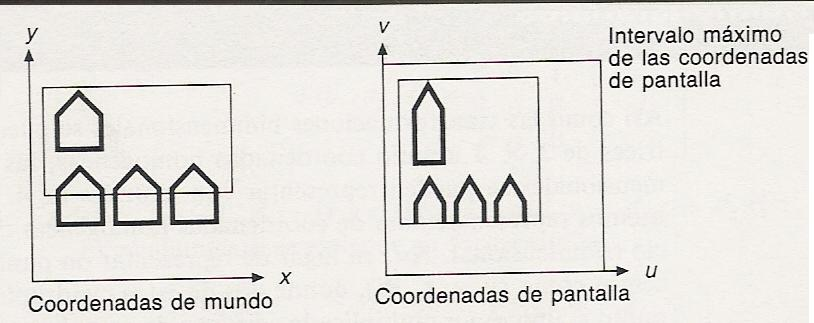 y
x
Coordenadas de mundo
v
u
Coordenadas de pantalla
Intervalo máximo
de las coordenadas
de pantalla